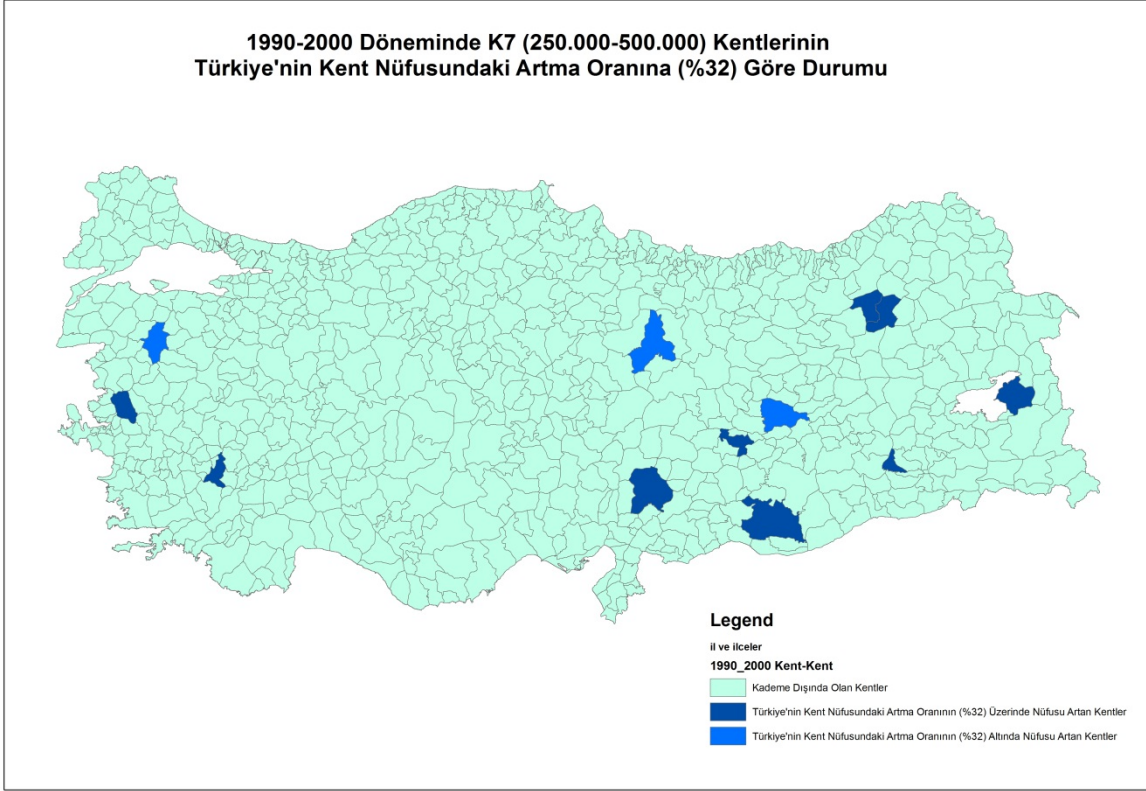 1990-2000 Döneminde K7 (250.000-500.000) Kentlerinin
Türkiye'nin Kent Nüfusundaki Artma Oranına (%32) Göre Durumu
Legend
il ve ilceler
1990_2000 Kent-Kent
Kademe Dışında Olan Kentler
Türkiye'nin Kent Nüfusundaki Artma Oranının (%32) Üzerinde Nüfusu Artan Kentler
Türkiye'nin Kent Nüfusundaki Artma Oranının (%32) Altında Nüfusu Artan Kentler